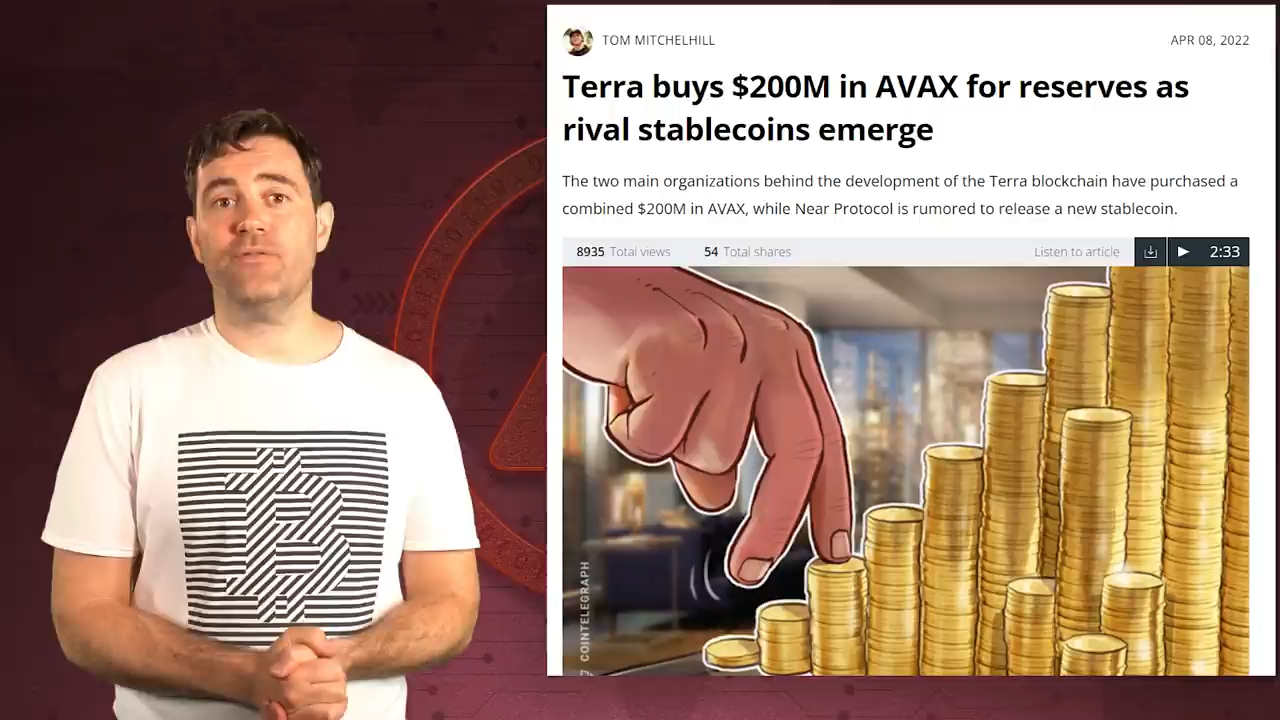 TOM MITCHELHILL
APR 08, 2022
Terra buys $200M in AVAX for reserves as
rival stablecoins emerge
The two main organizations behind the development of the Terra blockchain have purchased a
combined $200M in AVAX, while Near Protocol is rumored to release a new stablecoin.
8935 Total views 54 Total shares Listen to article 2:33
COINTELEGRAPH